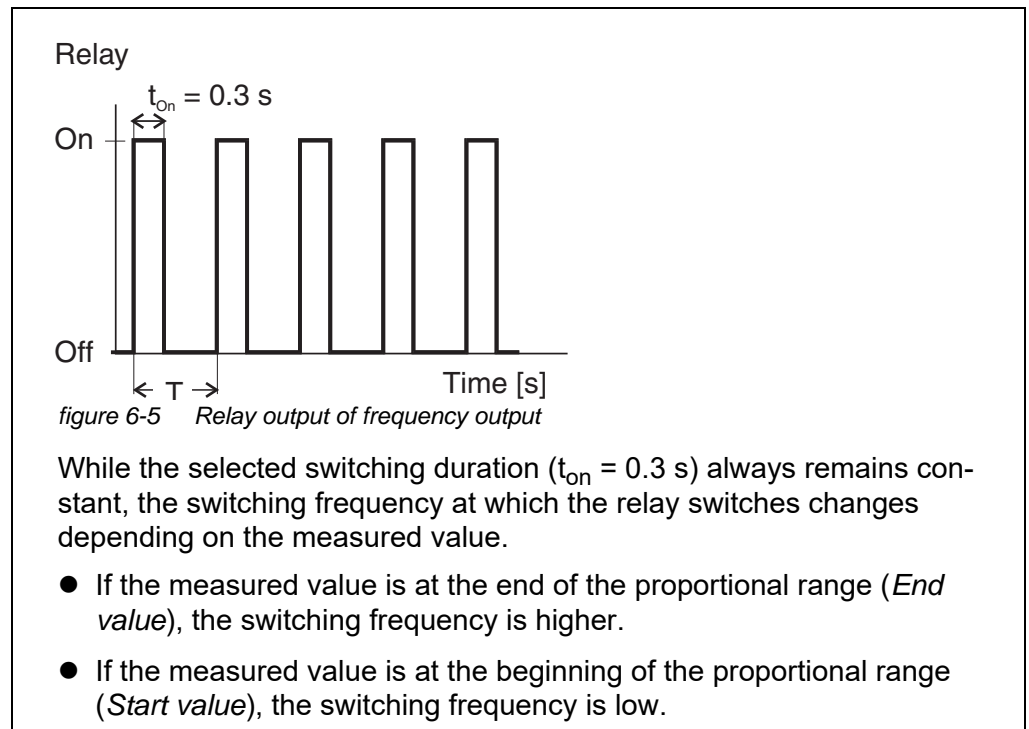 Relay
tOn = 0.3 s
On
Off
T
Time [s]
figure 6-5 Relay output of frequency output
While the selected switching duration (ton = 0.3 s) always remains con-
stant, the switching frequency at which the relay switches changes
depending on the measured value.
● If the measured value is at the end of the proportional range (End
value), the switching frequency is higher.
● If the measured value is at the beginning of the proportional range
(Start value), the switching frequency is low.